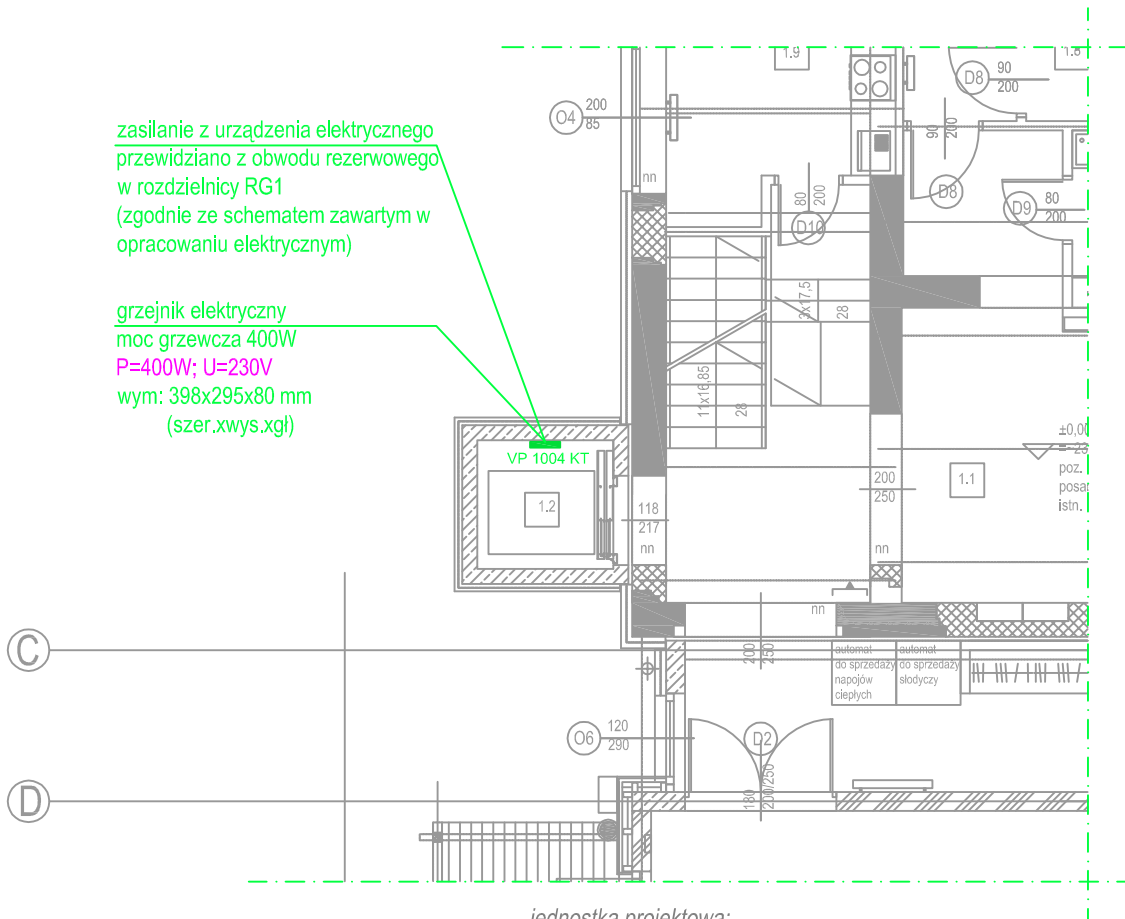 1.9
1.8
O4
200
85
D8
90
200
90
200
zasilanie z urządzenia elektrycznego
przewidziano z obwodu rezerwowego
w rozdzielnicy RG1
(zgodnie ze schematem zawartym w
opracowaniu elektrycznym)
nn
80
200
D10
D8
D9
80
200
grzejnik elektryczny
moc grzewcza 400W
P=400W; U=230V
wym: 398x295x80 mm
(szer.xwys.xgł)
3x17,5
28
11x16,85
28
VP 1004 KT
1.2
118
217
nn
200
250
nn
1.1
±0,00
poz.
istn.
nn
C
200
250
automat
do sprzedaży
napojów
ciepłych
automat
do sprzedaży
słodyczy
O6
120
290
D2
180
200/250
D
jednostka projektowa: